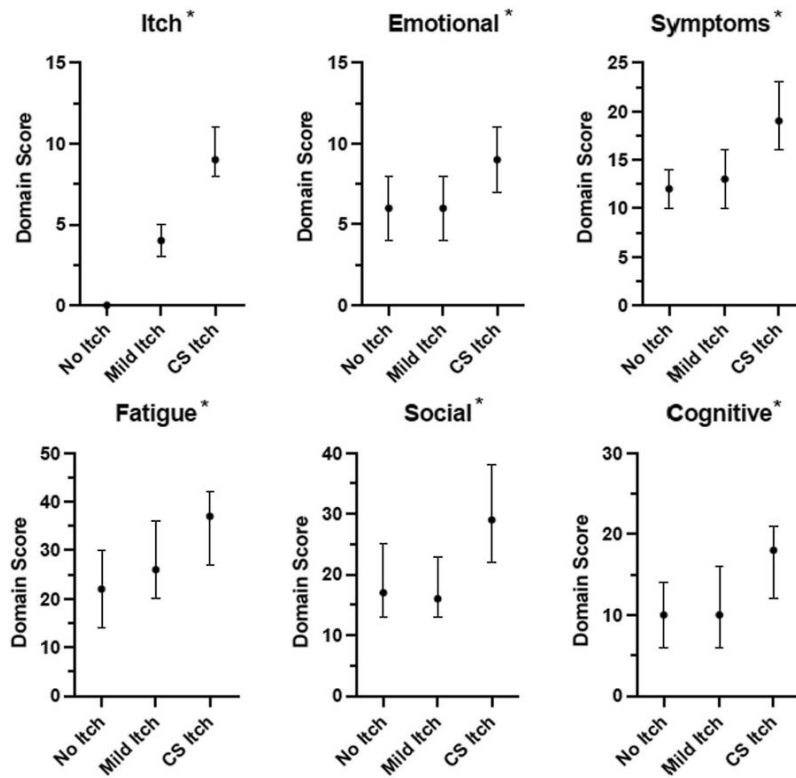 Itch *
Domain Score
15
10
5
0
No Itch
Mild Itch
CS Itch
Emotional *
Domain Score
15
10
5
0
No Itch
Mild Itch
CS Itch
Symptoms *
Domain Score
25
20
15
10
5
0
No Itch
Mild Itch
CS Itch
Fatigue *
Domain Score
50
40
30
20
10
0
No Itch
Mild Itch
CS Itch
Social *
Domain Score
40
30
20
10
0
No Itch
Mild Itch
CS Itch
Cognitive *
Domain Score
30
20
10
0
No Itch
Mild Itch
CS Itch